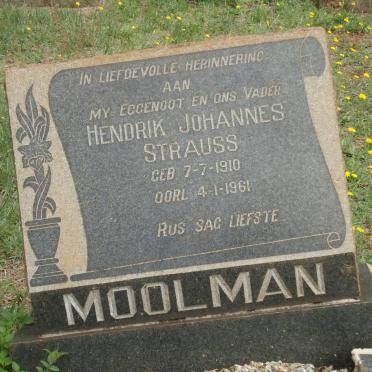 IN LIEFDEVOLLE HERINNERING
AAN
MY EGGENOOT EN ONS VADER
HENDRIK JOHANNES
STRAUSS
GEB 7-7-1910
OORL 4-1-1961
RUS SAG LIEFSTE
MOOLMAN